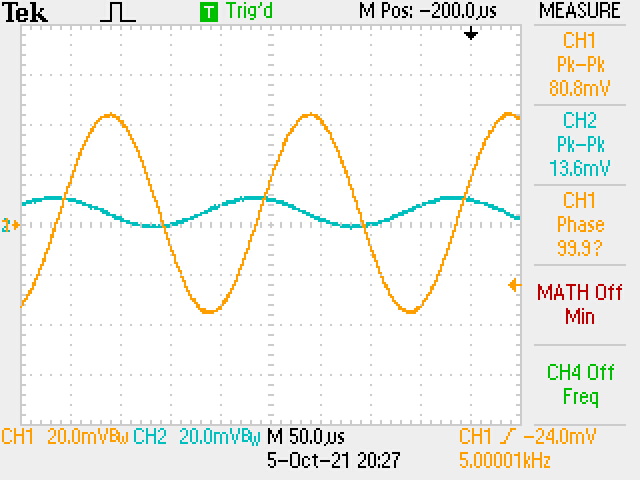 Tek T Trig'd M Pos: -200.0µs MEASURE
CH1
Pk-Pk
80.8mV
CH2
Pk-Pk
13.6mV
CH1
Phase
99.9?
MATH Off
Min
CH4 Off
Freq
2
CH1 20.0mVBw CH2 20.0mVBw M 50.0µs CH1 -24.0mV
5-Oct-21 20:27 5.00001kHz